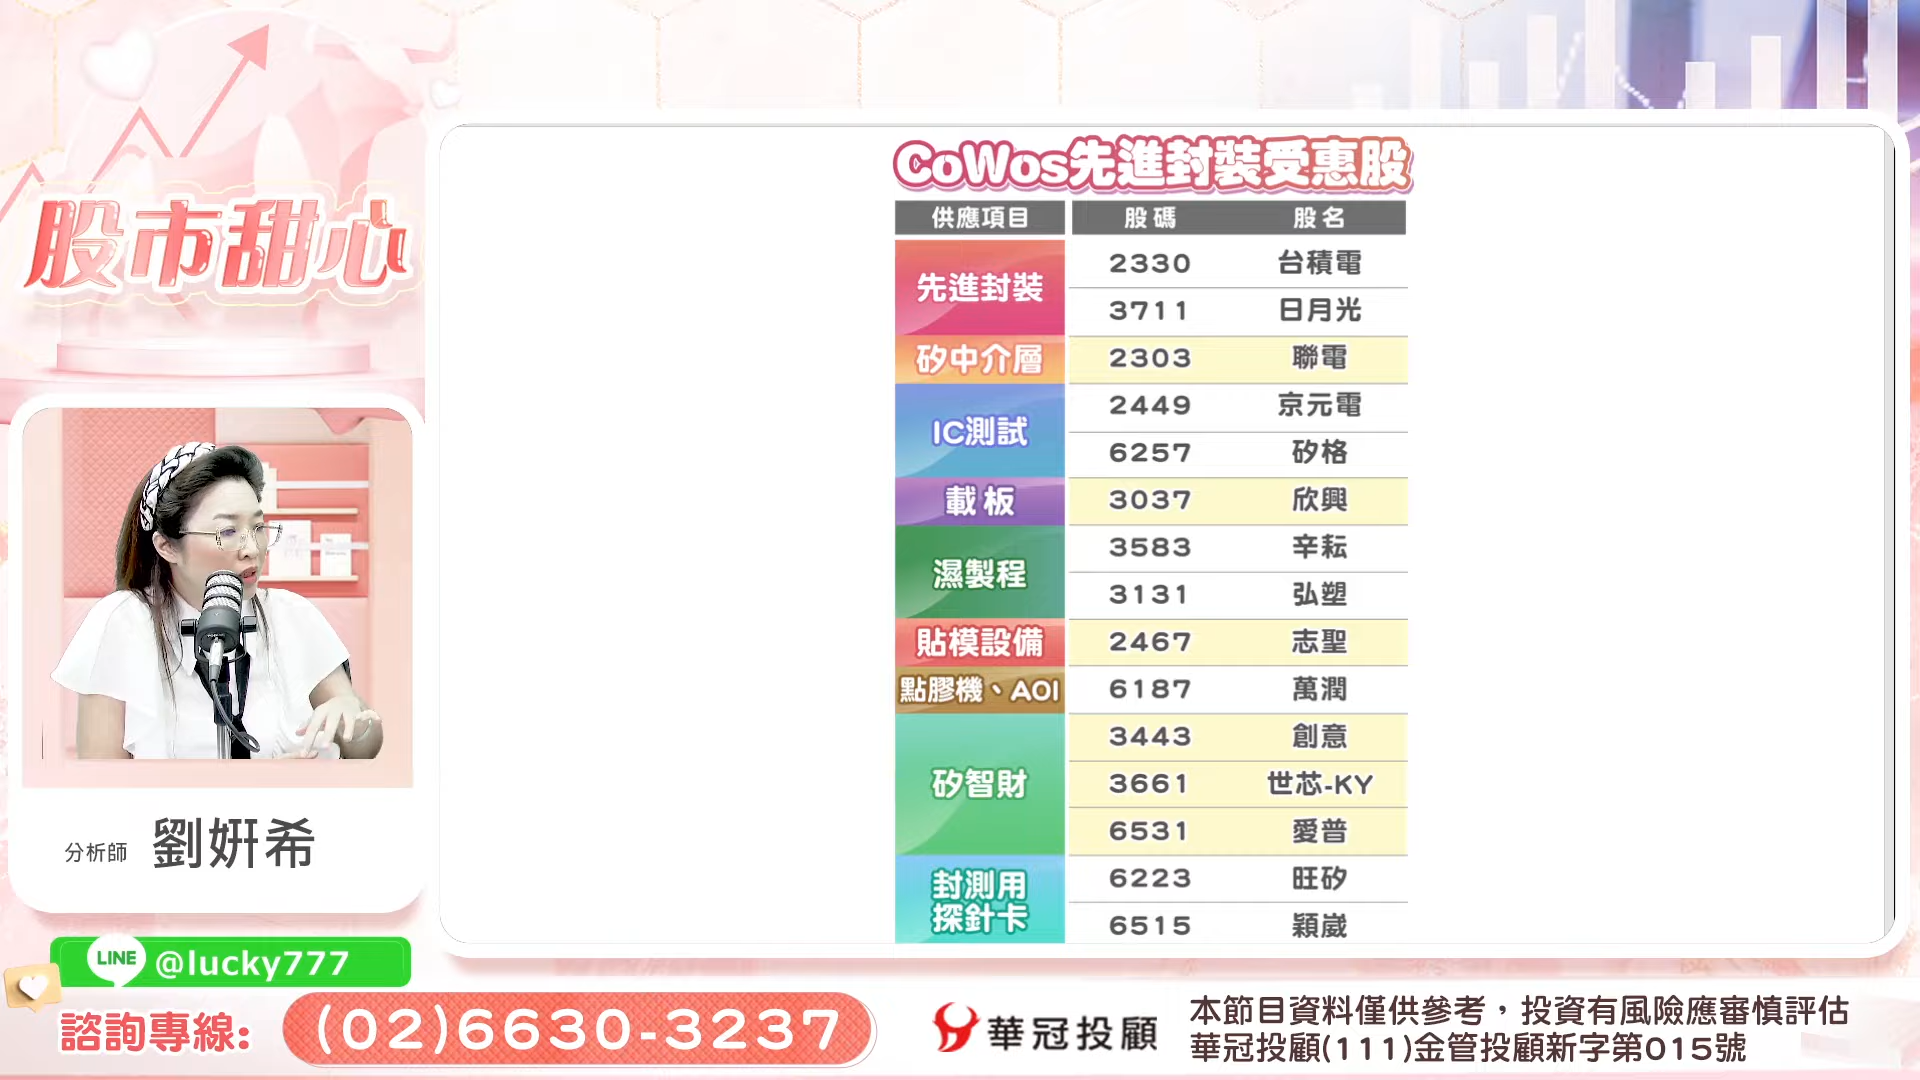 股市甜心
分析師 劉妍希
LINE @lucky777
CoWos先進封裝受惠股
供應項目 股碼 股名
先進封裝 2330 台積電
3711 日月光
矽中介層 2303 聯電
IC測試 2449 京元電
6257 矽格
載板 3037 欣興
濕製程 3583 辛耘
3131 弘塑
貼模設備 2467 志聖
點膠機、AOI 6187 萬潤
矽智財 3443 創意
3661 世芯-KY
6531 愛普
封測用
探針卡 6223 旺矽
6515 穎崴
諮詢專線: (02)6630-3237
華冠投顧
本節目資料僅供參考，投資有風險應審慎評估
華冠投顧(111)金管投顧新字第015號